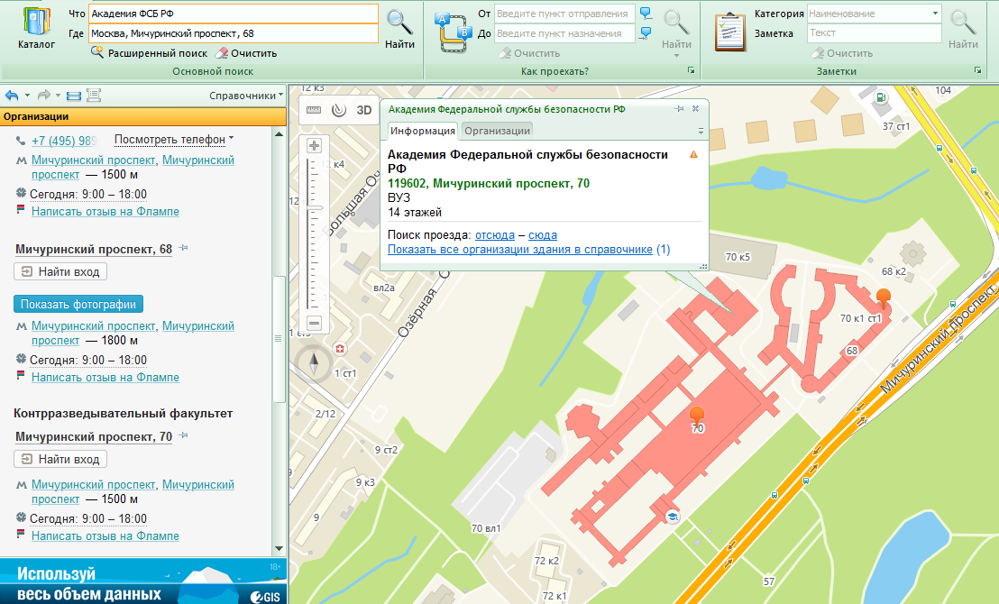 Каталог
Что Академия ФСБ РФ
Где Москва, Мичуринский проспект, 68
Найти
Расширенный поиск Очистить
Основной поиск
От Введите пункт отправления
До Введите пункт назначения
Найти
Очистить
Как проехать?
Категория Наименование
Заметка Текст
Найти
Очистить
Заметки
Справочники
Организации
+7 (495) 989 Посмотреть телефон
Мичуринский проспект, Мичуринский
проспект — 1500 м
Сегодня: 9:00 – 18:00
Написать отзыв на Флампе
Мичуринский проспект, 68
Найти вход
Показать фотографии
Мичуринский проспект, Мичуринский
проспект — 1800 м
Сегодня: 9:00 – 18:00
Написать отзыв на Флампе
Контрразведывательный факультет
Мичуринский проспект, 70
Найти вход
Мичуринский проспект, Мичуринский
проспект — 1500 м
Сегодня: 9:00 – 18:00
Написать отзыв на Флампе
Используй
весь объем данных
18+
2GIS
3D
Академия Федеральной службы безопасности РФ
Информация Организации
Академия Федеральной службы безопасности
РФ
119602, Мичуринский проспект, 70
ВУЗ
14 этажей
Поиск проезда: отсюда – сюда
Показать все организации здания в справочнике (1)
12 к3
12 к4
Большая Оч
104
37 ст1
70 к5
68 к2
вл2а
Озёрная
70 к1 ст1
68
Мичуринский проспект
1 ст1
2/12
70
9 ст2
9 к3
9
9
70 вл1
72 к2
72 к1
57